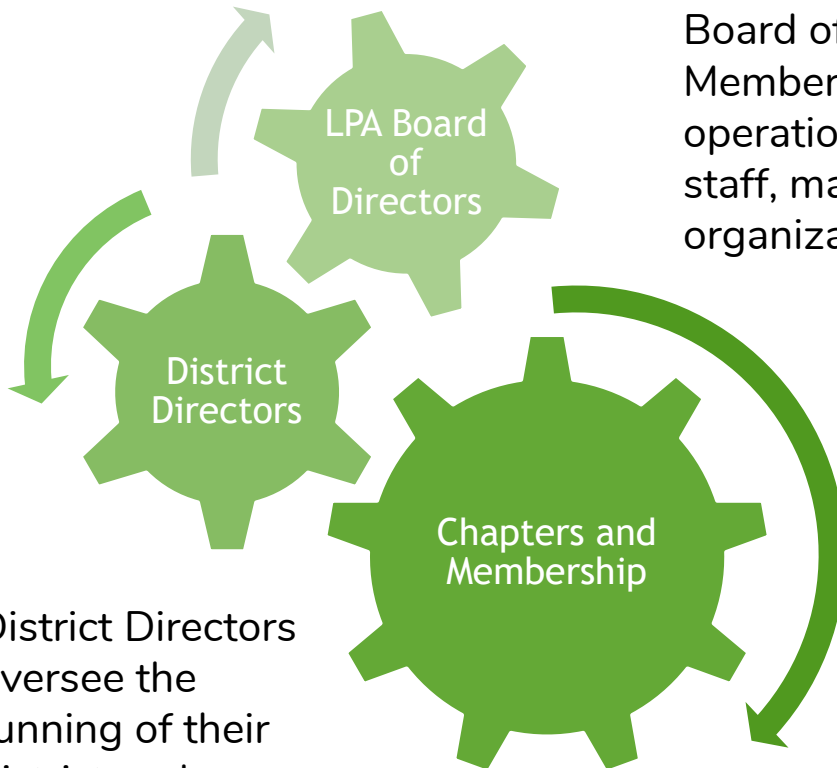 LPA Board
of
Directors
Board of
Member
operatio
staff, ma
organiza
District
Directors
Chapters and
Membership
District Directors
versee the
unning of their